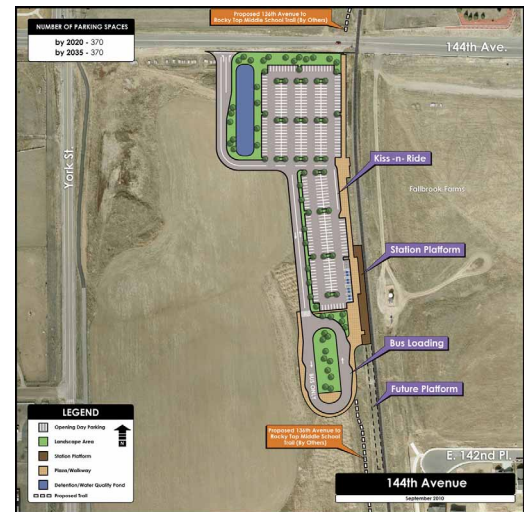 NUMBER OF PARKING SPACES
by 2020 - 370
by 2035 - 370
Proposed 136th Avenue to
Rocky Top Middle School
Trail (By Others)
144th Ave.
York St.
Kiss -n- Ride
Fallbrook Farms
Station Platform
Bus Loading
BUS ONLY
Future Platform
Proposed 136th Avenue to
Rocky Top Middle School
Trail (By Others)
E. 142nd Pl.
LEGEND
Opening Day Parking
Landscape Area
Station Platform
Plaza/Walkway
Detention/Water Quality Pond
Proposed Trail
N
144th Avenue
September 2010